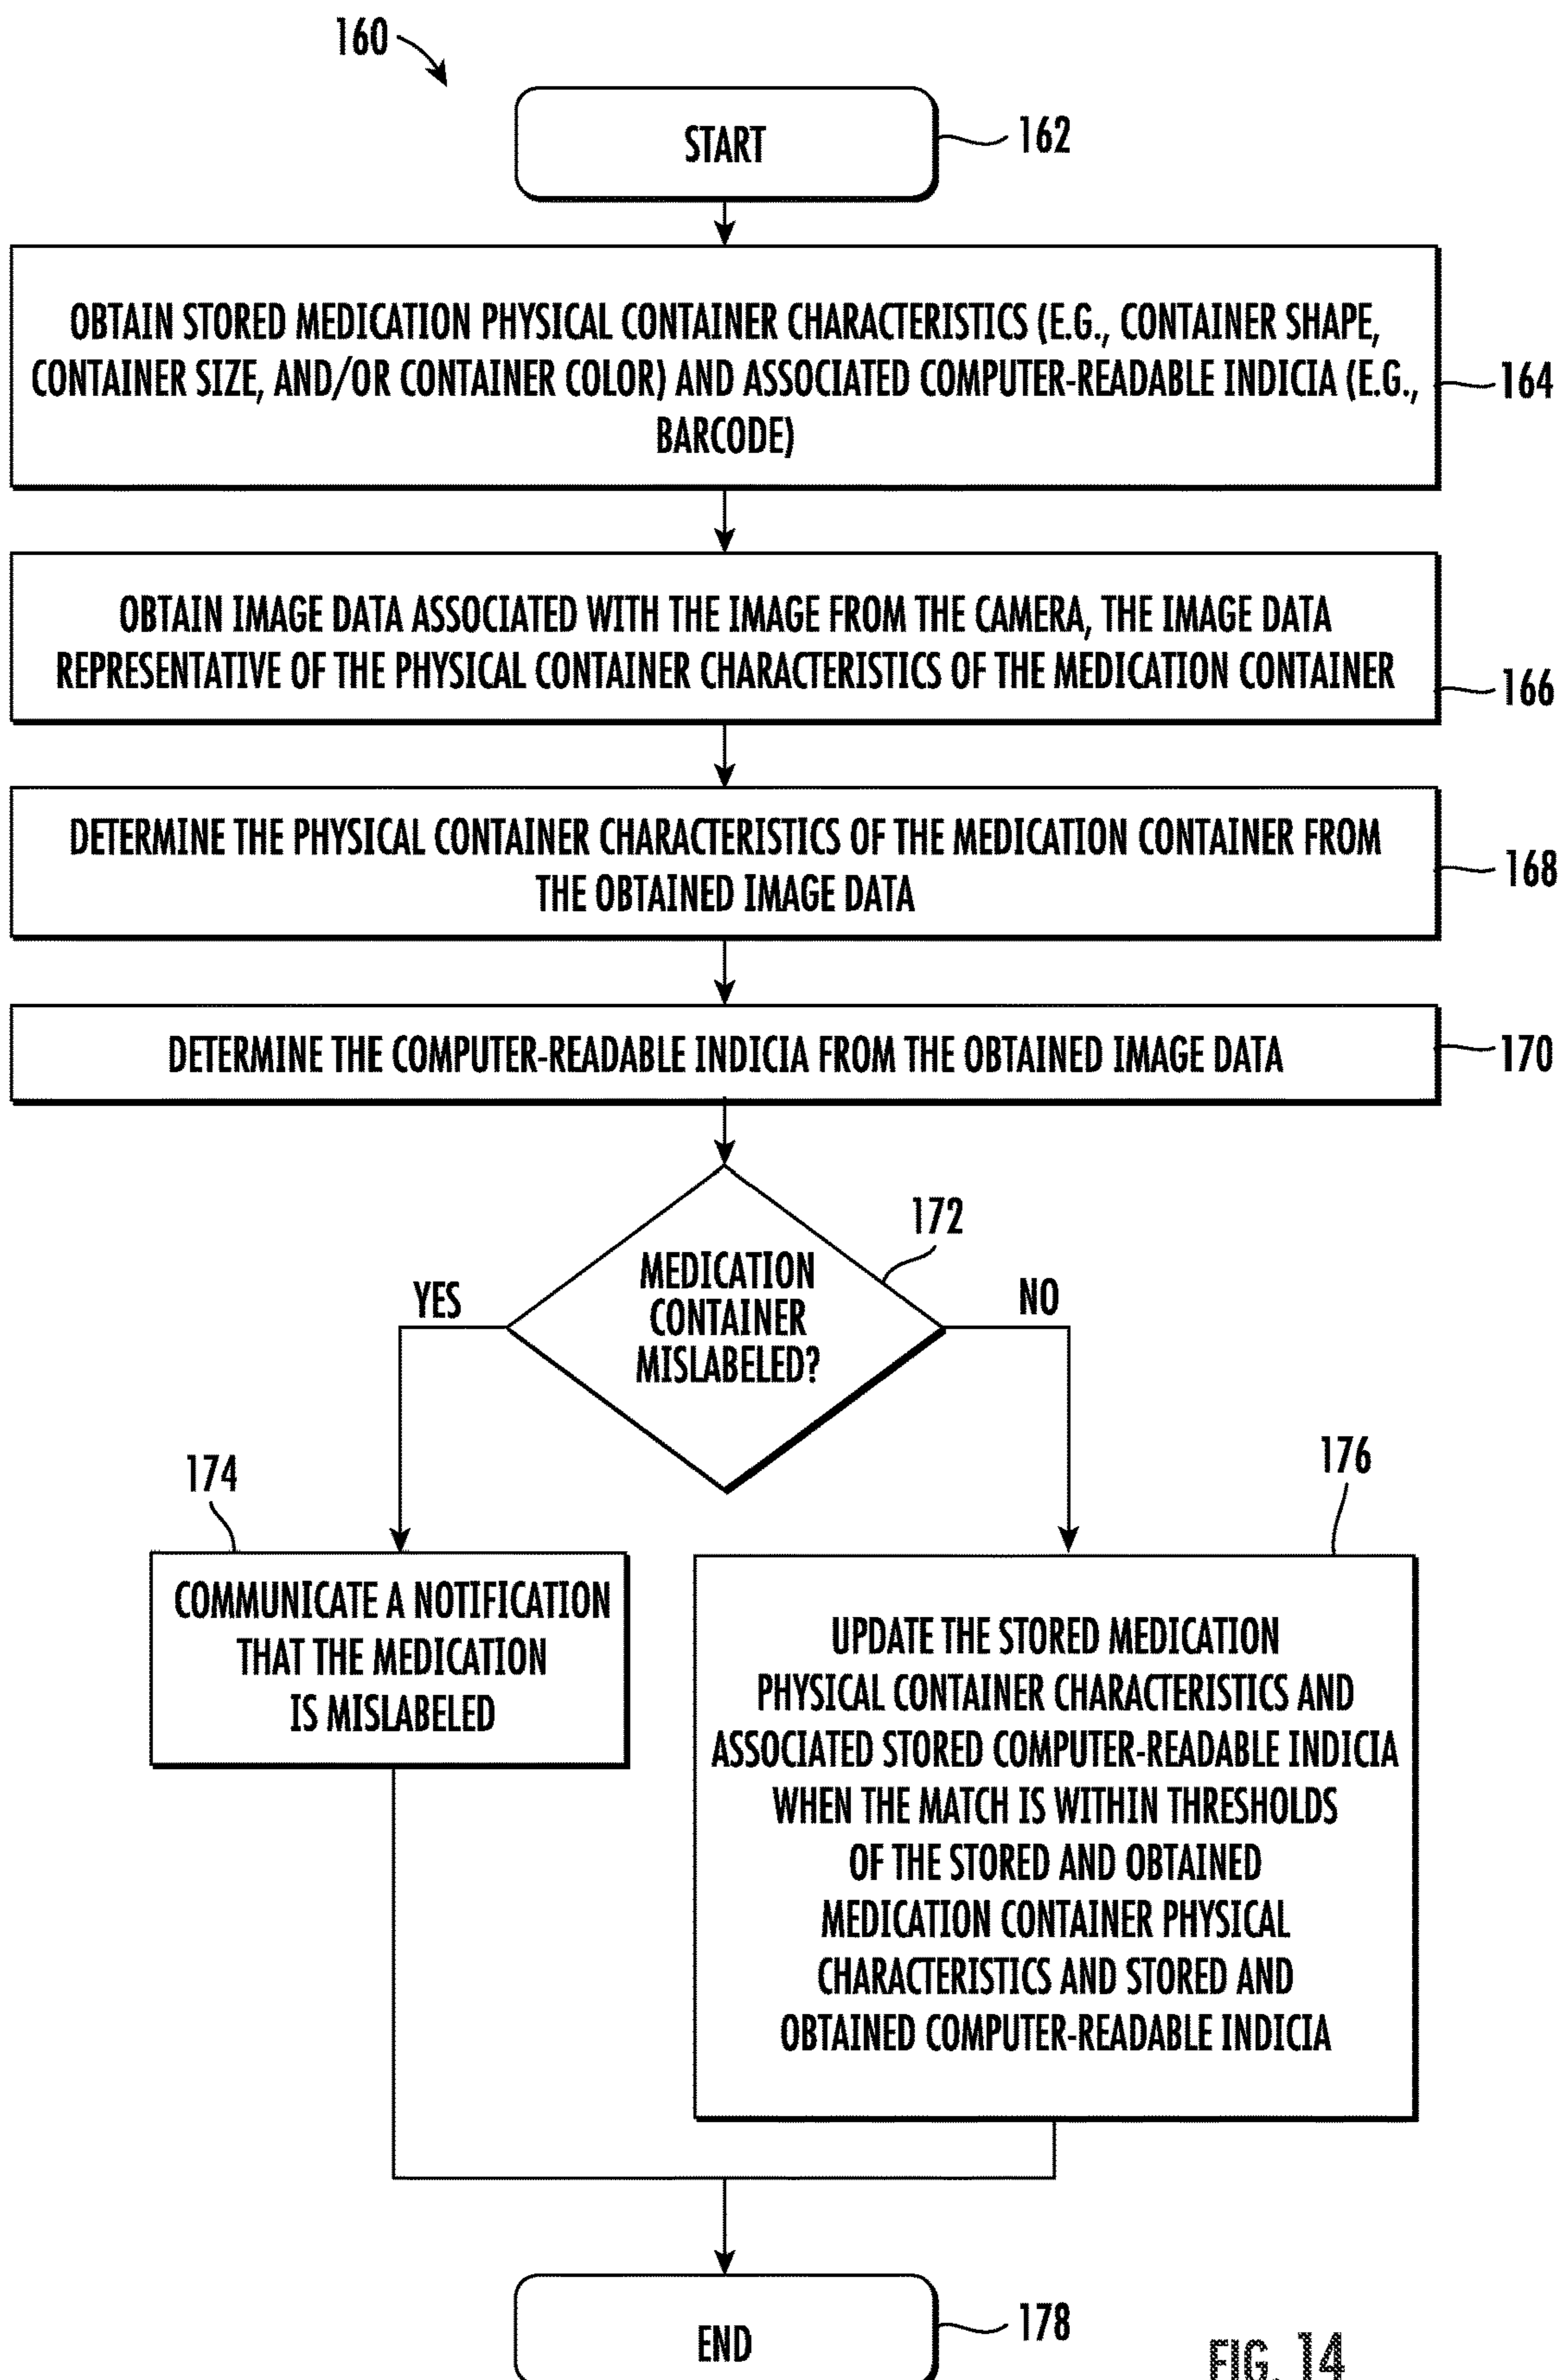 160
START
162
OBTAIN STORED MEDICATION PHYSICAL CONTAINER CHARACTERISTICS (E.G., CONTAINER SHAPE,
CONTAINER SIZE, AND/OR CONTAINER COLOR) AND ASSOCIATED COMPUTER-READABLE INDICIA (E.G.,
BARCODE)
164
OBTAIN IMAGE DATA ASSOCIATED WITH THE IMAGE FROM THE CAMERA, THE IMAGE DATA
REPRESENTATIVE OF THE PHYSICAL CONTAINER CHARACTERISTICS OF THE MEDICATION CONTAINER
166
DETERMINE THE PHYSICAL CONTAINER CHARACTERISTICS OF THE MEDICATION CONTAINER FROM
THE OBTAINED IMAGE DATA
168
DETERMINE THE COMPUTER-READABLE INDICIA FROM THE OBTAINED IMAGE DATA
170
172
MEDICATION
CONTAINER
MISLABELED?
YES
NO
174
COMMUNICATE A NOTIFICATION
THAT THE MEDICATION
IS MISLABELED
176
UPDATE THE STORED MEDICATION
PHYSICAL CONTAINER CHARACTERISTICS AND
ASSOCIATED STORED COMPUTER-READABLE INDICIA
WHEN THE MATCH IS WITHIN THRESHOLDS
OF THE STORED AND OBTAINED
MEDICATION CONTAINER PHYSICAL
CHARACTERISTICS AND STORED AND
OBTAINED COMPUTER-READABLE INDICIA
END
178
FIG. 14